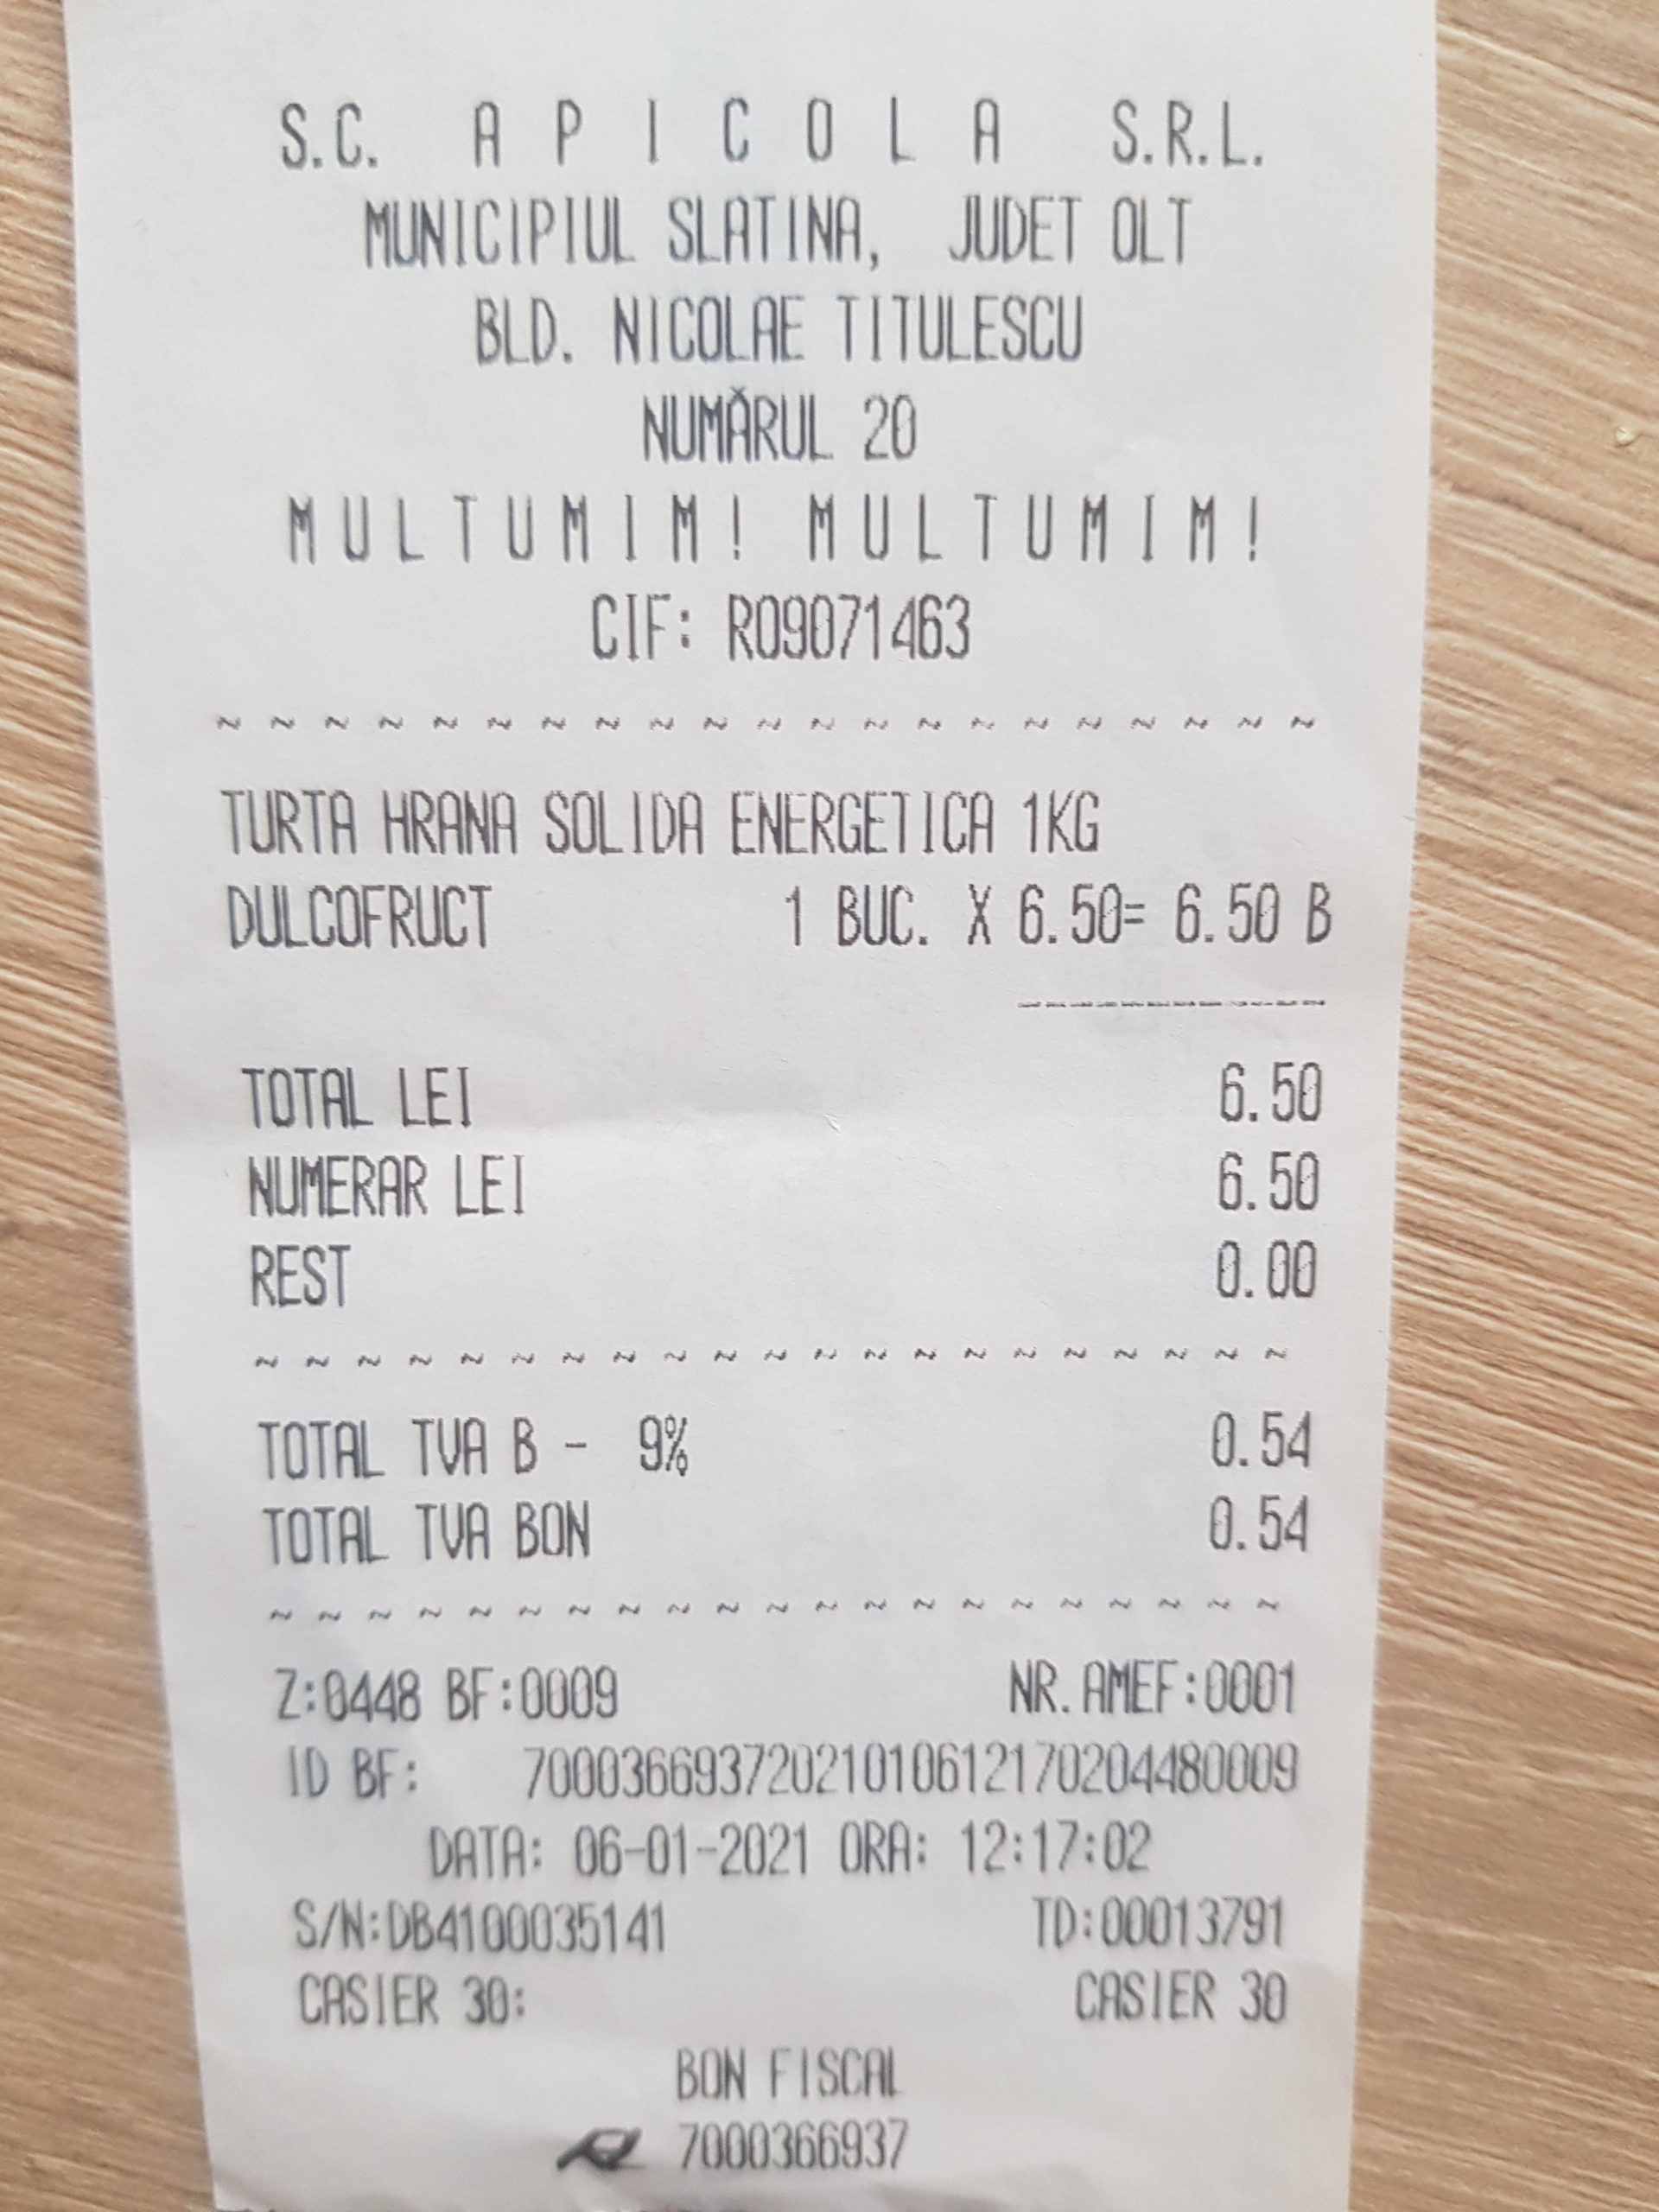 S.C. A P I C O L A S.R.L.
MUNICIPIUL SLATINA, JUDET OLT
BLD. NICOLAE TITULESCU
NUMĂRUL 20
M U L T U M I M ! M U L T U M I M !
CIF: RO9071463
~ ~ ~ ~ ~ ~ ~ ~ ~ ~ ~ ~ ~ ~ ~ ~ ~ ~ ~ ~ ~
TURTA HRANA SOLIDA ENERGETICA 1KG
DULCOFRUCT 1 BUC. X 6.50= 6.50 B
TOTAL LEI 6.50
NUMERAR LEI 6.50
REST 0.00
~ ~ ~ ~ ~ ~ ~ ~ ~ ~ ~ ~ ~ ~ ~ ~ ~ ~ ~ ~ ~
TOTAL TVA B - 9% 0.54
TOTAL TVA BON 0.54
~ ~ ~ ~ ~ ~ ~ ~ ~ ~ ~ ~ ~ ~ ~ ~ ~ ~ ~ ~ ~
Z:0448 BF:0009 NR.AMEF:0001
ID BF: 70003669372021010612170204480009
DATA: 06-01-2021 ORA: 12:17:02
S/N:DB4100035141 TD:00013791
CASIER 30: CASIER 30
BON FISCAL
7000366937